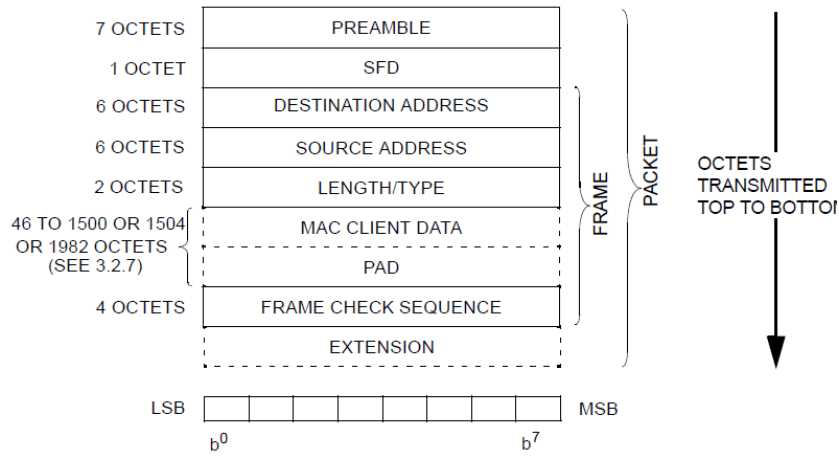 7 OCTETS PREAMBLE
1 OCTET SFD
6 OCTETS DESTINATION ADDRESS
6 OCTETS SOURCE ADDRESS
2 OCTETS LENGTH/TYPE
46 TO 1500 OR 1504
OR 1982 OCTETS
(SEE 3.2.7)
MAC CLIENT DATA
PAD
4 OCTETS FRAME CHECK SEQUENCE
EXTENSION
FRAME
PACKET
OCTETS
TRANSMITTED
TOP TO BOTTOM
LSB MSB
b⁰ b⁷